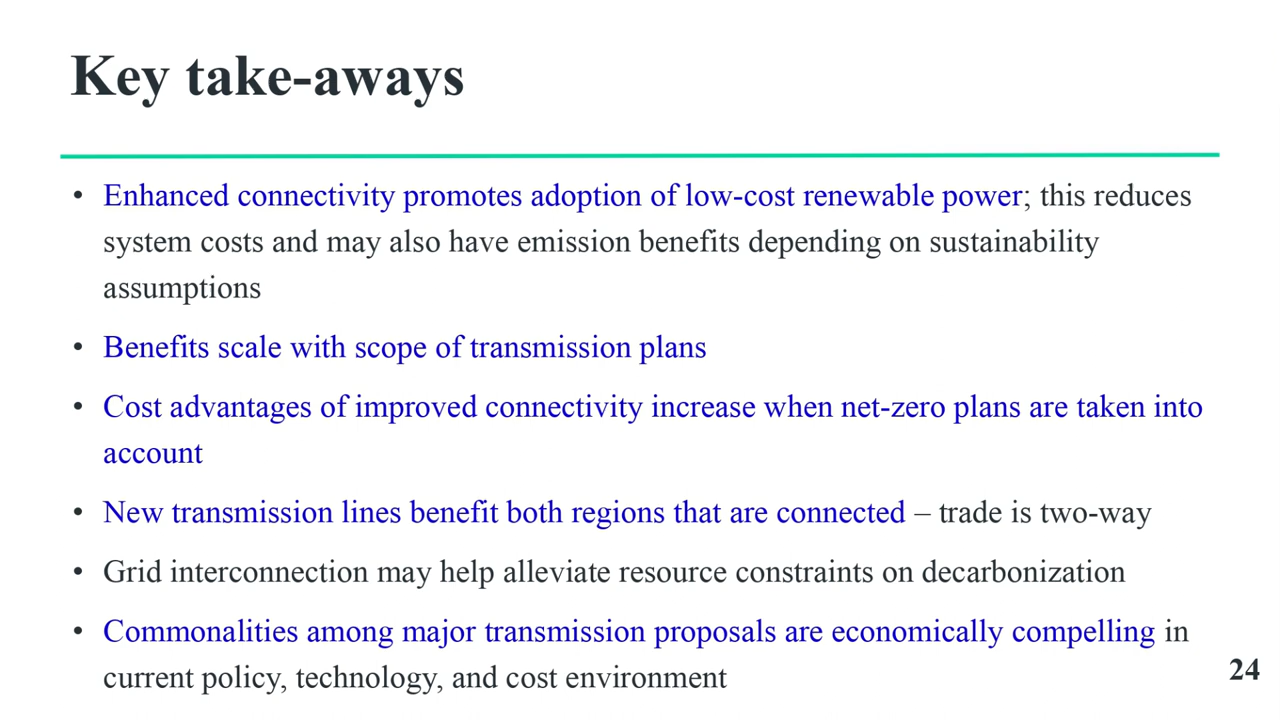 Key take-aways
• Enhanced connectivity promotes adoption of low-cost renewable power; this reduces
system costs and may also have emission benefits depending on sustainability
assumptions
• Benefits scale with scope of transmission plans
• Cost advantages of improved connectivity increase when net-zero plans are taken into
account
• New transmission lines benefit both regions that are connected – trade is two-way
• Grid interconnection may help alleviate resource constraints on decarbonization
• Commonalities among major transmission proposals are economically compelling in
current policy, technology, and cost environment
24